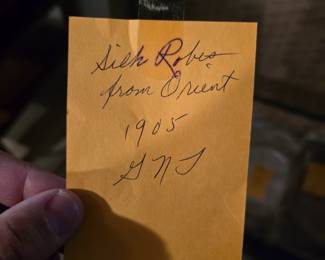 Silk Robes
from Orient
1905
GNT